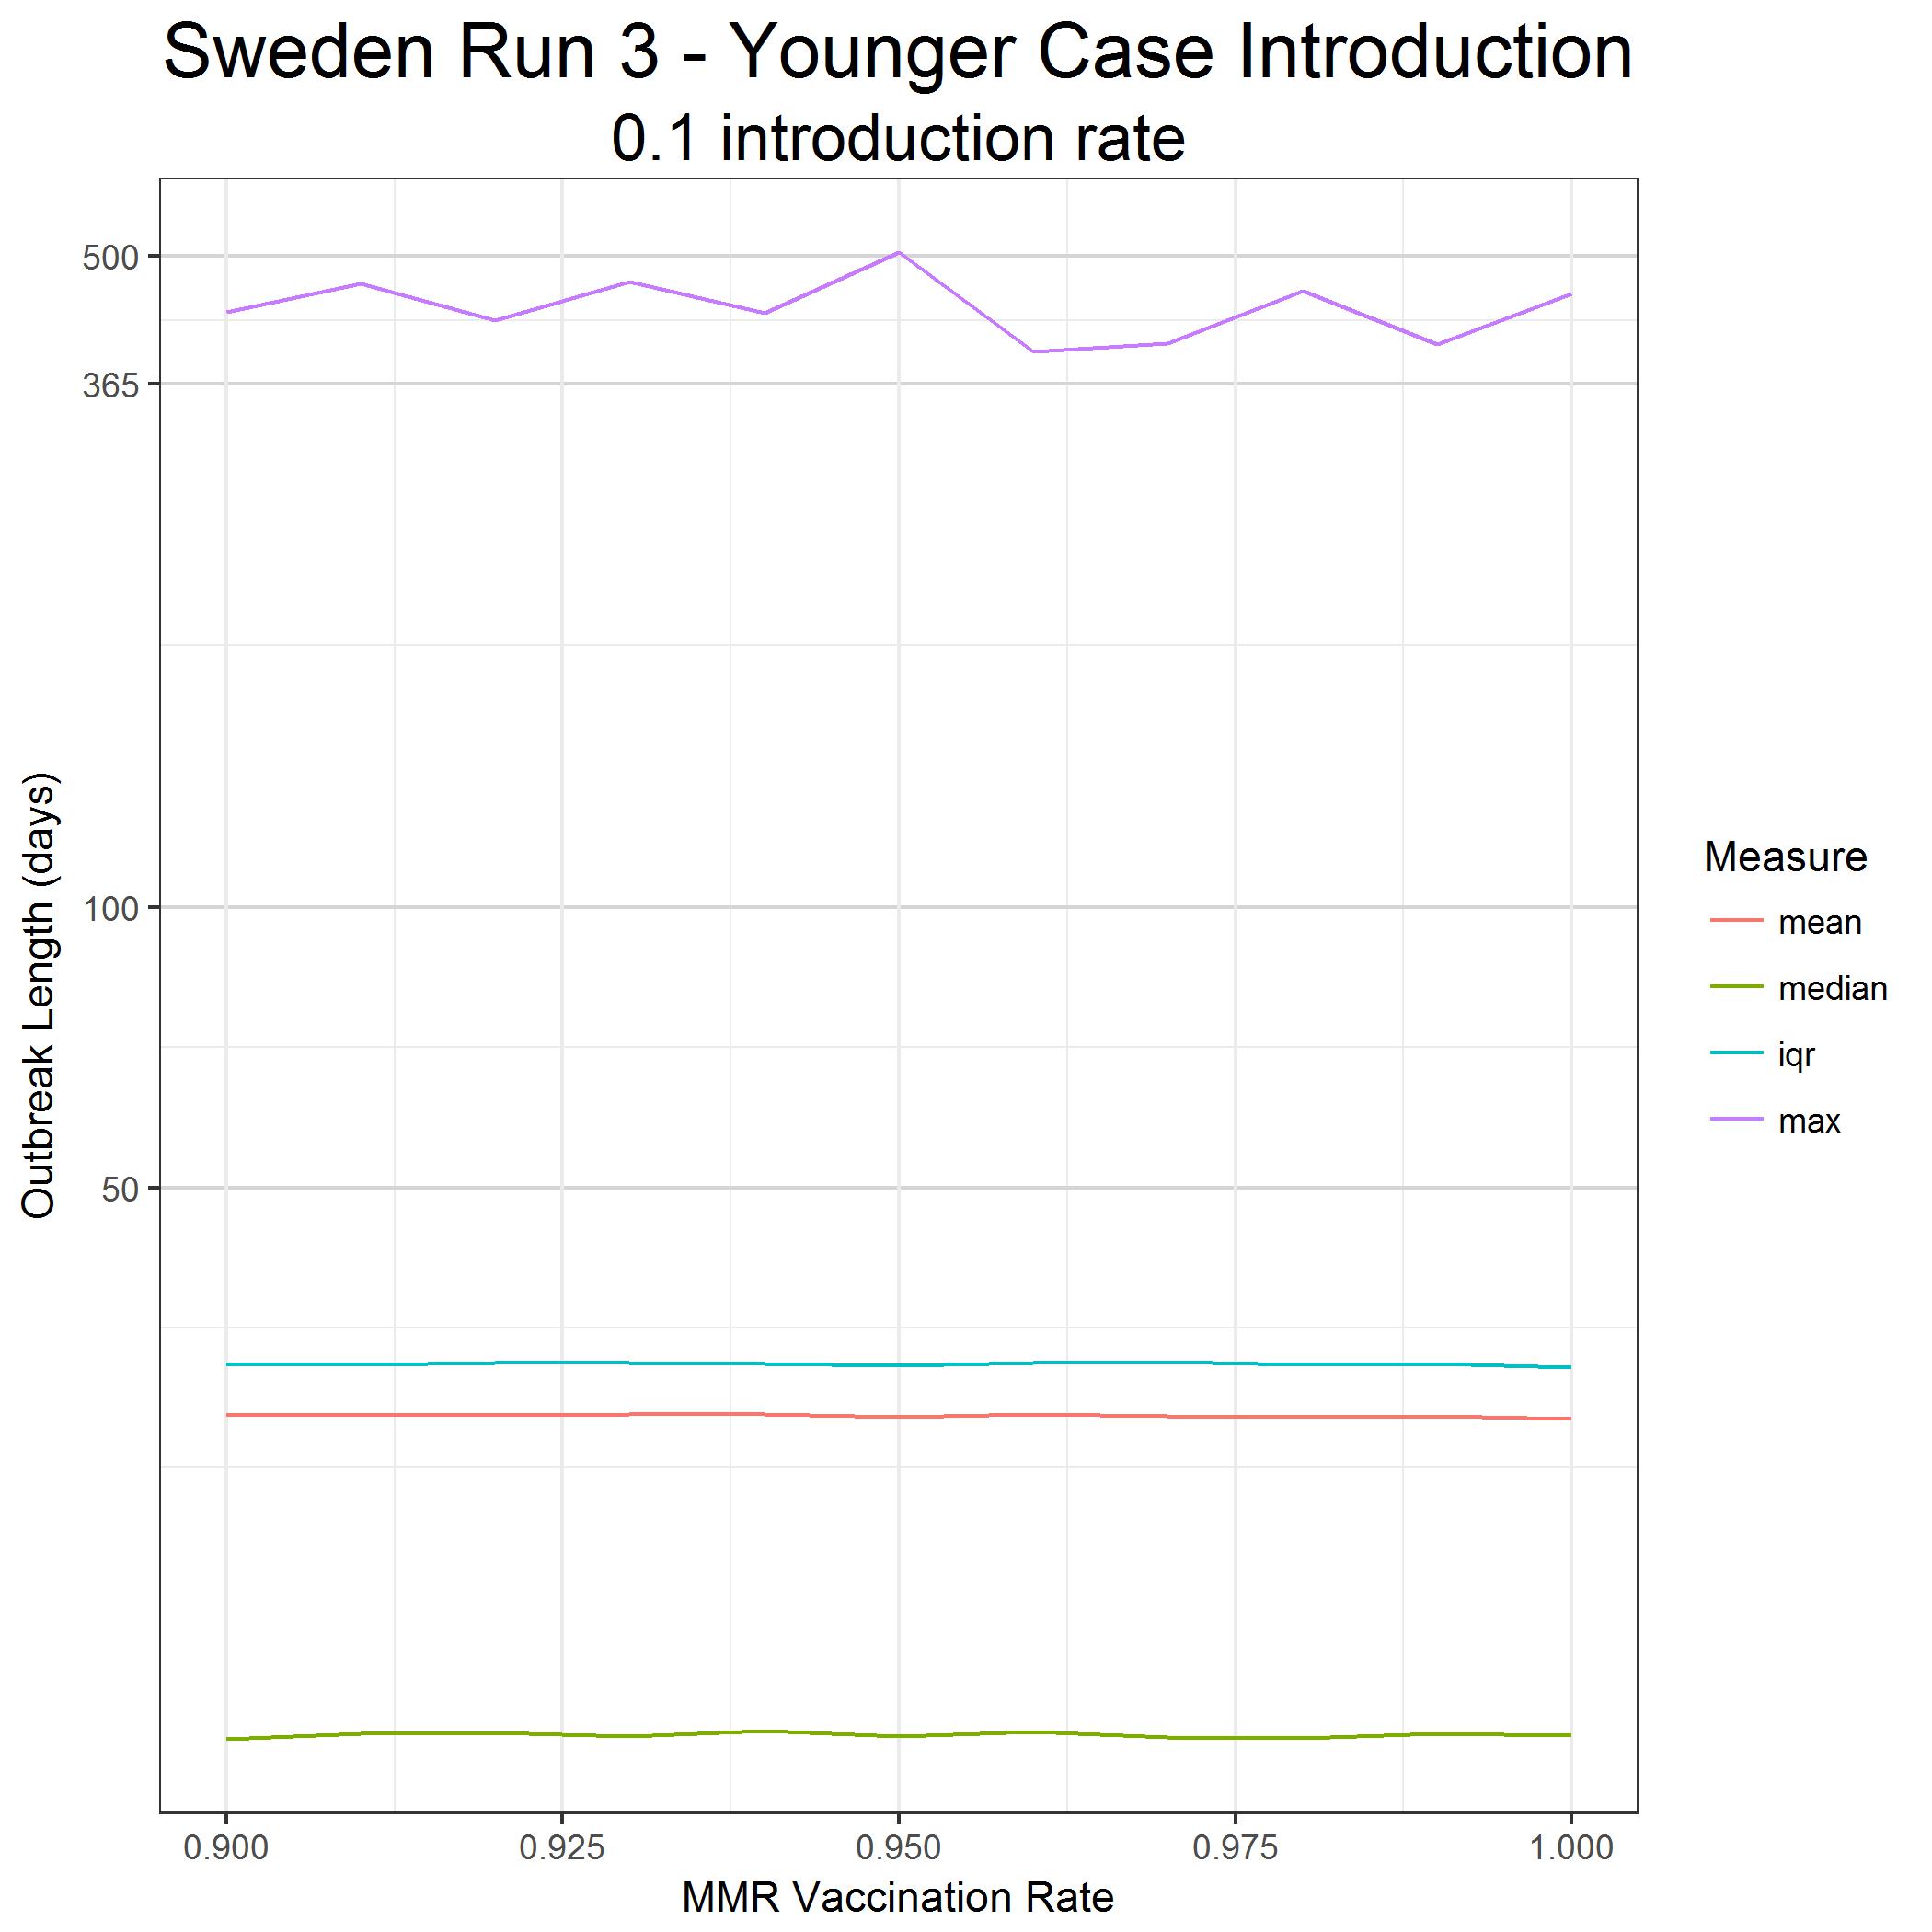 Sweden Run 3 - Younger Case Introduction
0.1 introduction rate
Outbreak Length (days)
500
365
100
50
0.900
0.925
0.950
0.975
1.000
MMR Vaccination Rate
Measure
mean
median
iqr
max